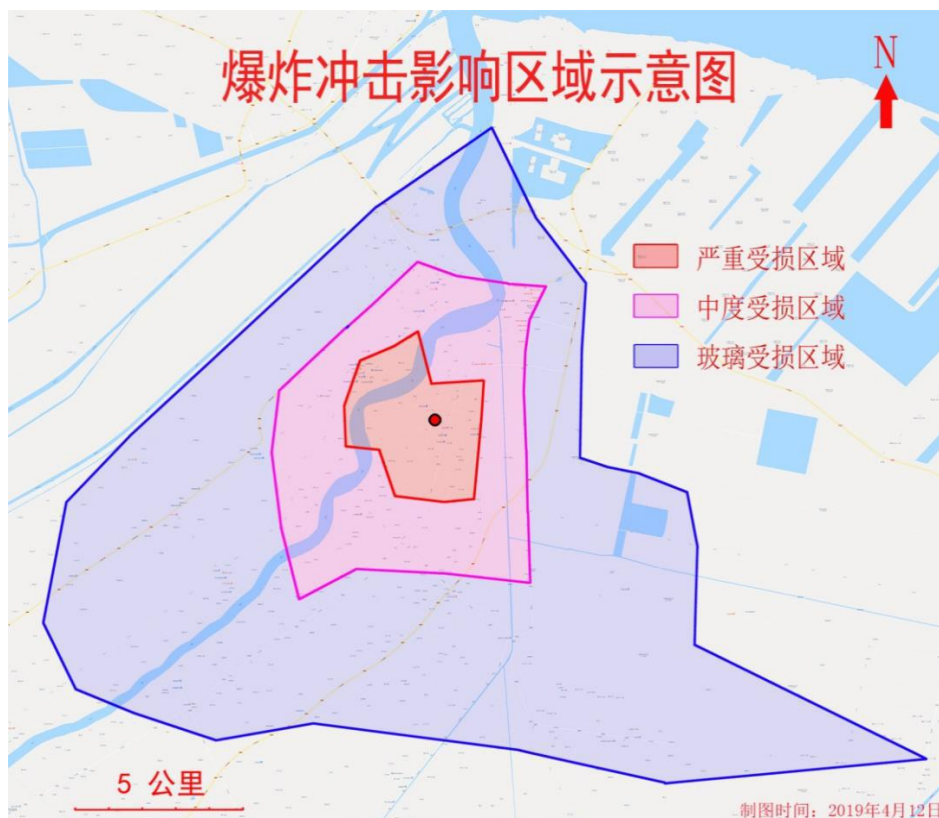 爆炸冲击影响区域示意图
N
严重受损区域
中度受损区域
玻璃受损区域
5 公里
制图时间：2019年4月12日